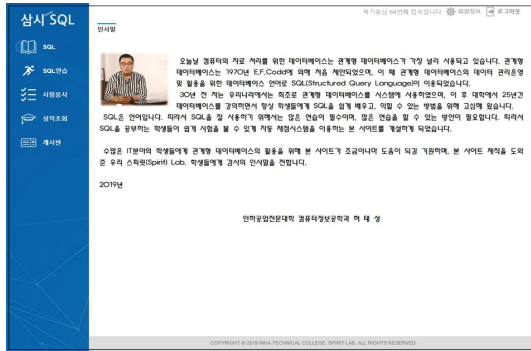 삼시SQL
SQL
SQL연습
시험응시
성적조회
게시판
님 64번째 접속입니다 회원정보 로그아웃
인사말
오늘날 컴퓨터의 자료 처리를 위한 데이터베이스는 관계형 데이터베이스가 가장 널리 사용되고 있습니다. 관계형
데이터베이스는 1970년 E.F.Codd에 의해 처음 제안되었으며, 이 때 관계형 데이터베이스의 데이터 관리운영
및 활용을 위한 데이터베이스 언어로 SQL(Structured Query Language)이 이용되었습니다.
30년 전 저는 우리나라에서는 최초로 관계형 데이터베이스를 시스템에 사용하였으며, 이 후 대학에서 25년간
데이터베이스를 강의하면서 항상 학생들에게 SQL을 쉽게 배우고, 익힐 수 있는 방법을 위해 고심해 왔습니다.
SQL은 언어입니다. 따라서 SQL을 잘 사용하기 위해서는 많은 연습이 필수이며, 많은 연습을 할 수 있는 방안이 필요합니다. 따라서
SQL을 공부하는 학생들이 쉽게 시험을 볼 수 있게 자동 채점시스템을 이용하는 본 사이트를 개설하게 되었습니다.
수많은 IT분야의 학생들에게 관계형 데이터베이스의 활용을 위해 본 사이트가 조금이나마 도움이 되길 기원하며, 본 사이트 제작을 도와
준 우리 스피릿(Spirit) Lab. 학생들에게 감사의 인사말을 전합니다.
2019년
인하공업전문대학 컴퓨터정보공학과 허 태 성
COPYRIGHT © 2019 INHA TECHNICAL COLLEGE. SPIRIT LAB. ALL RIGHTS RESERVED